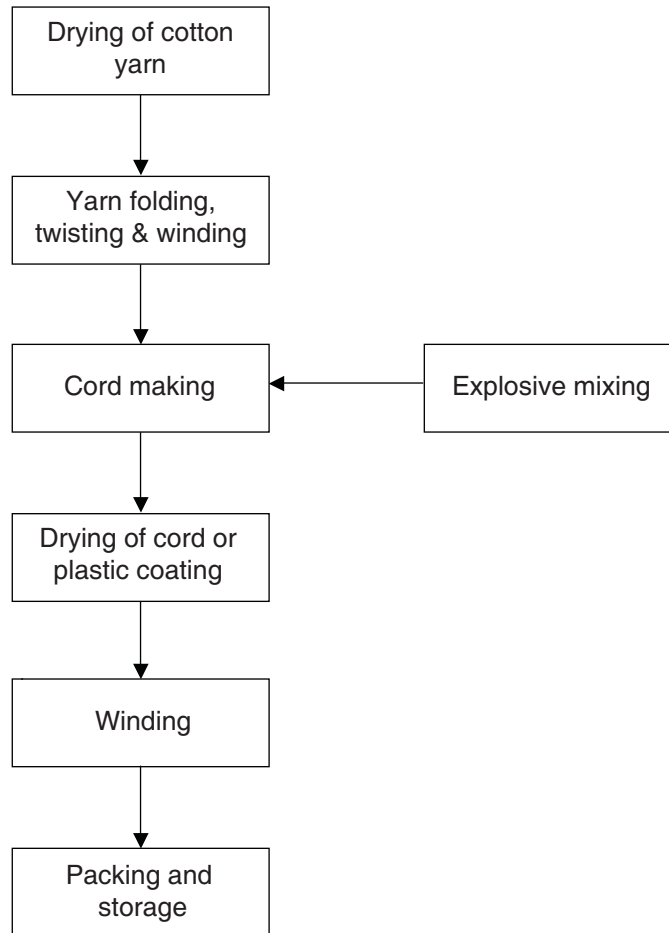 Drying of cotton
yarn
Yarn folding,
twisting & winding
Cord making
Explosive mixing
Drying of cord or
plastic coating
Winding
Packing and
storage